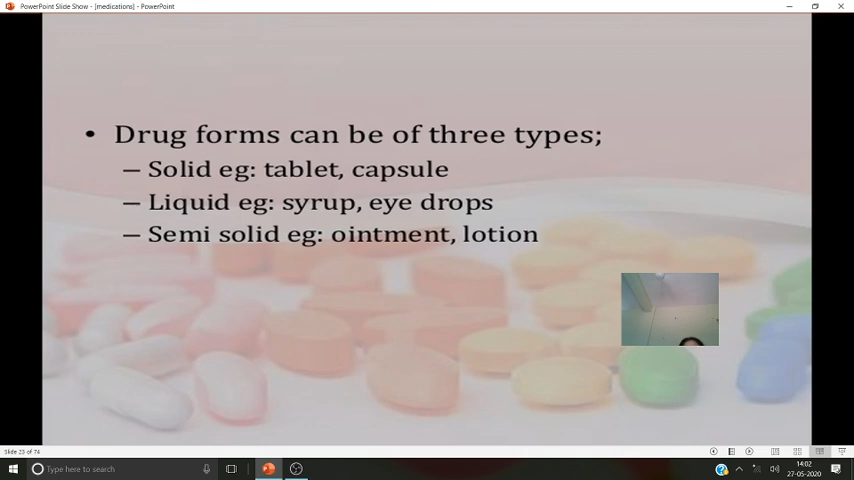 PowerPoint Slide Show - [medications] - PowerPoint
• Drug forms can be of three types;
– Solid eg: tablet, capsule
– Liquid eg: syrup, eye drops
– Semi solid eg: ointment, lotion
Slide 23 of 74
Type here to search
14:02
27-05-2020